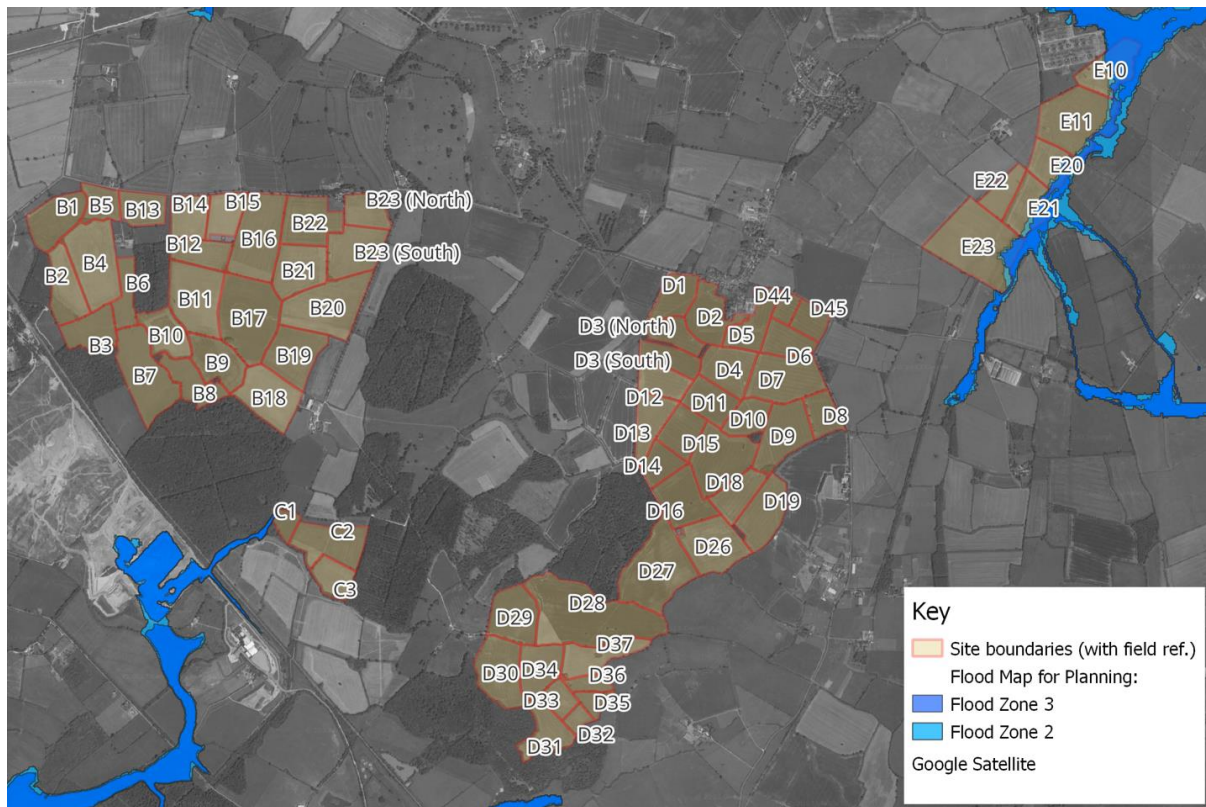 E10
E11
E20
E22
E21
E23
B1
B5
B13
B14
B15
B23 (North)
B22
B16
B12
B23 (South)
B4
B2
B6
B21
B11
B20
B17
B3
B10
B9
B19
B7
B8
B18
D1
D44
D45
D2
D3 (North)
D5
D6
D3 (South)
D4
D7
D12
D11
D10
D8
D13
D9
D15
D14
D18
D19
D16
D26
D27
C1
C2
C3
D28
D29
D37
D34
D30
D36
D33
D35
D32
D31
Key
Site boundaries (with field ref.)
Flood Map for Planning:
Flood Zone 3
Flood Zone 2
Google Satellite